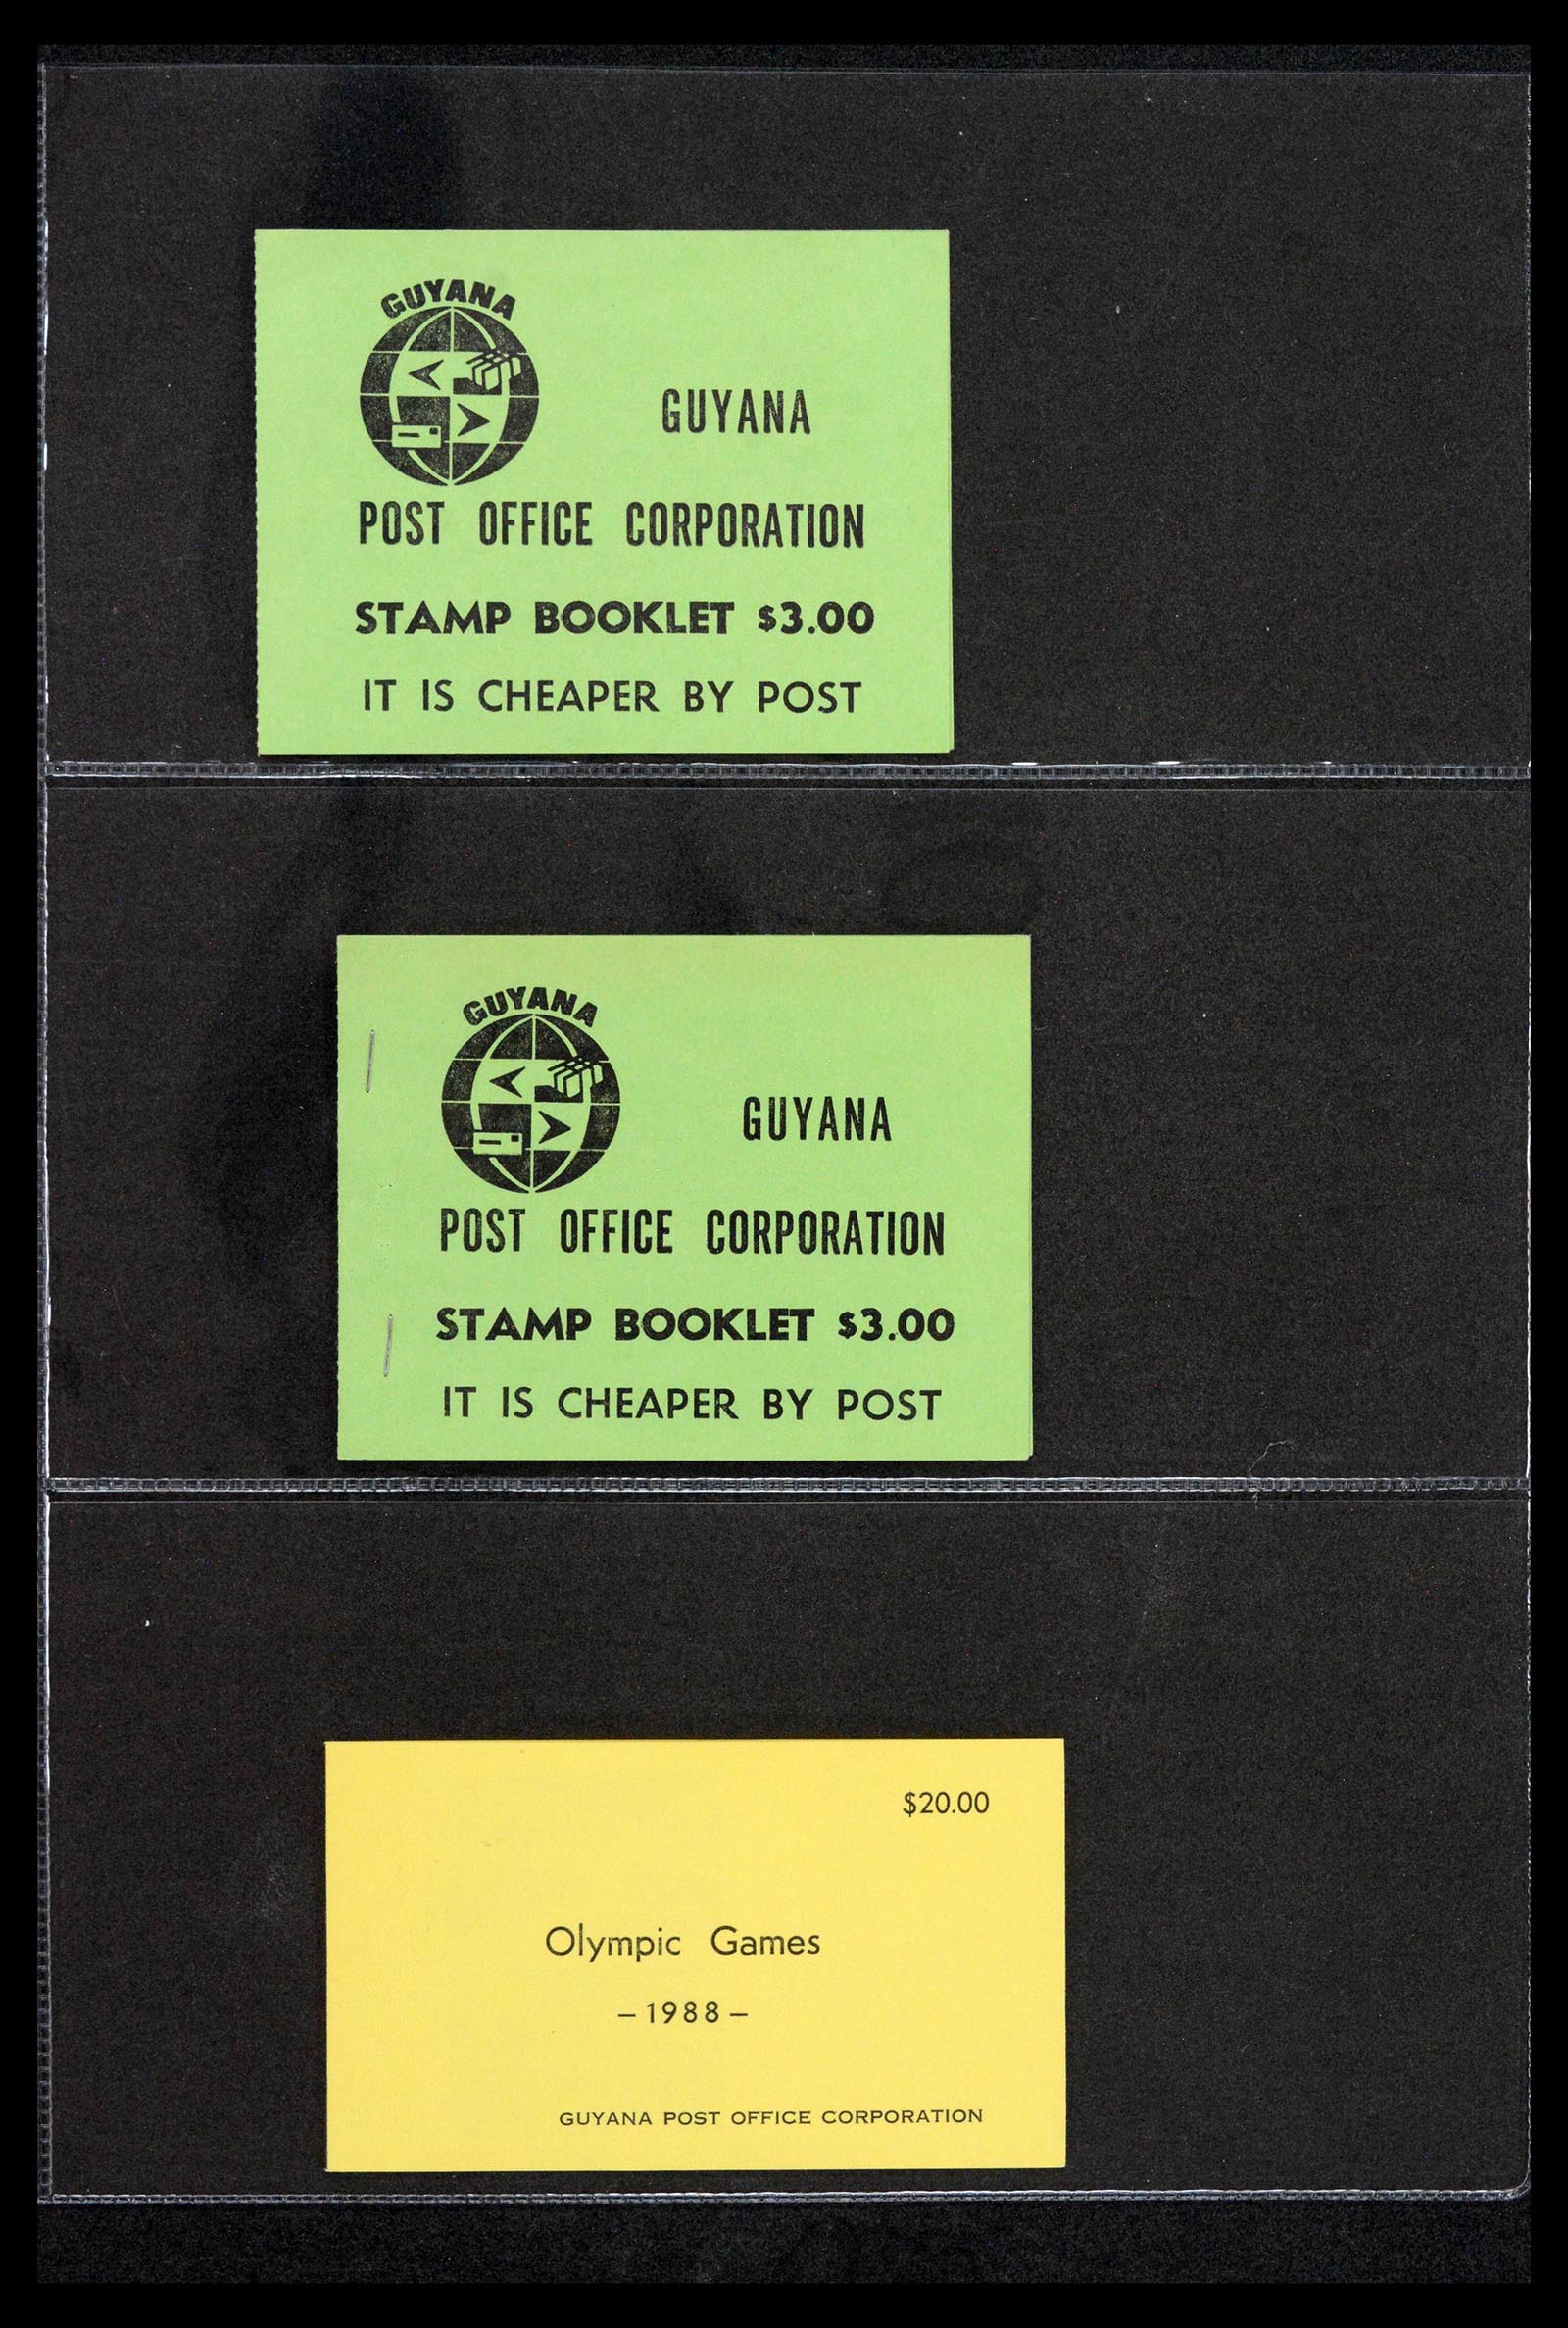 GUYANA
GUYANA
POST OFFICE CORPORATION
STAMP BOOKLET $3.00
IT IS CHEAPER BY POST
GUYANA
GUYANA
POST OFFICE CORPORATION
STAMP BOOKLET $3.00
IT IS CHEAPER BY POST
$20.00
Olympic Games
– 1988 –
GUYANA POST OFFICE CORPORATION